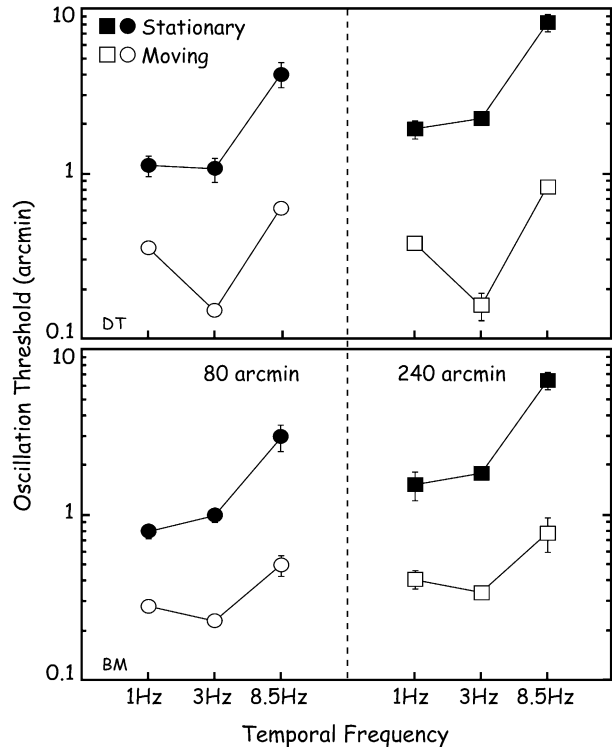 10
Stationary
Moving
1
0.1
DT
Oscillation Threshold (arcmin)
10
80 arcmin
240 arcmin
1
0.1
BM
1Hz
3Hz
8.5Hz
1Hz
3Hz
8.5Hz
Temporal Frequency